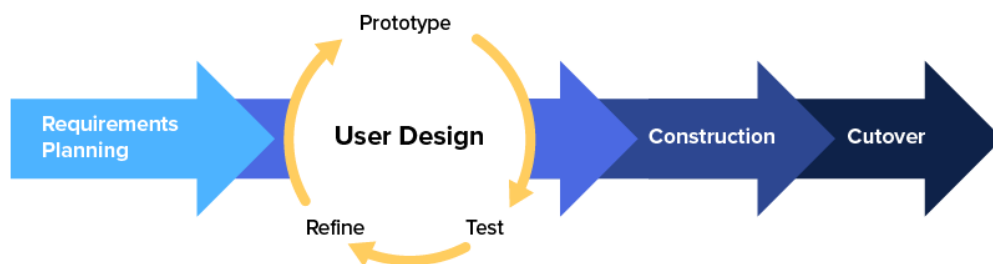 Prototype
Requirements
Planning
User Design
Construction
Cutover
Refine
Test